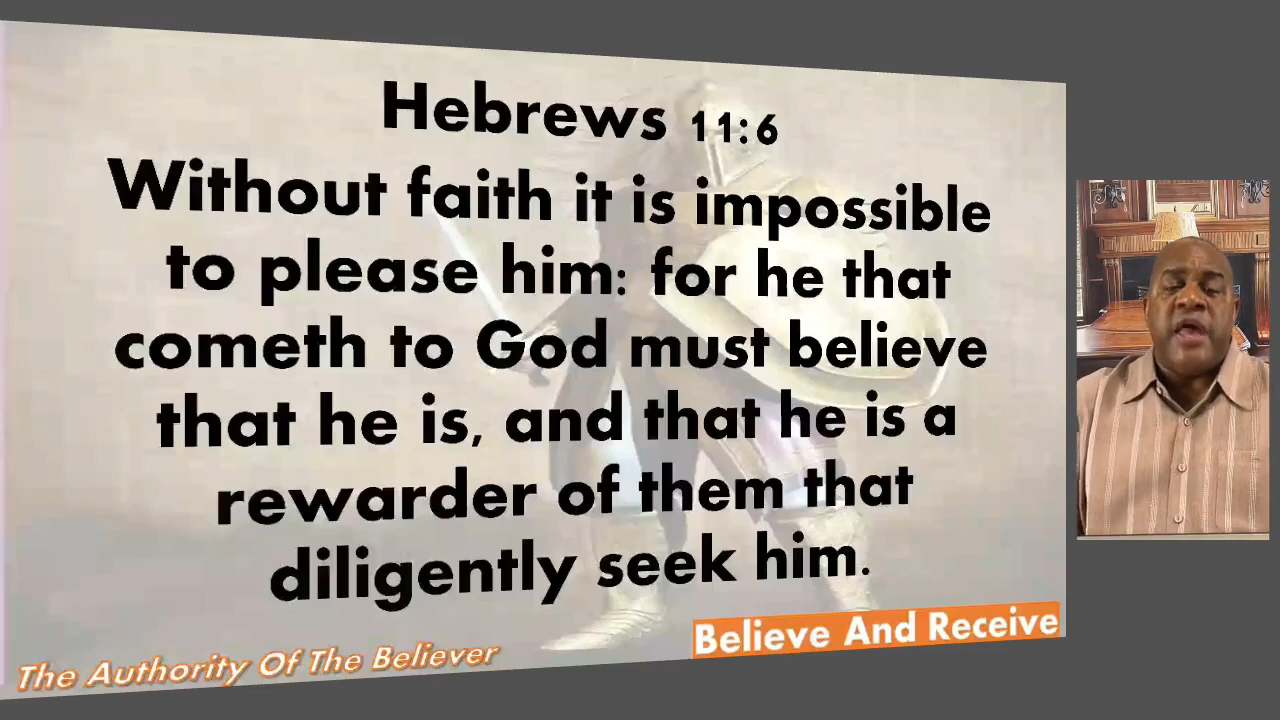 Hebrews 11:6
Without faith it is impossible
to please him: for he that
cometh to God must believe
that he is, and that he is a
rewarder of them that
diligently seek him.
The Authority Of The Believer
Believe And Receive